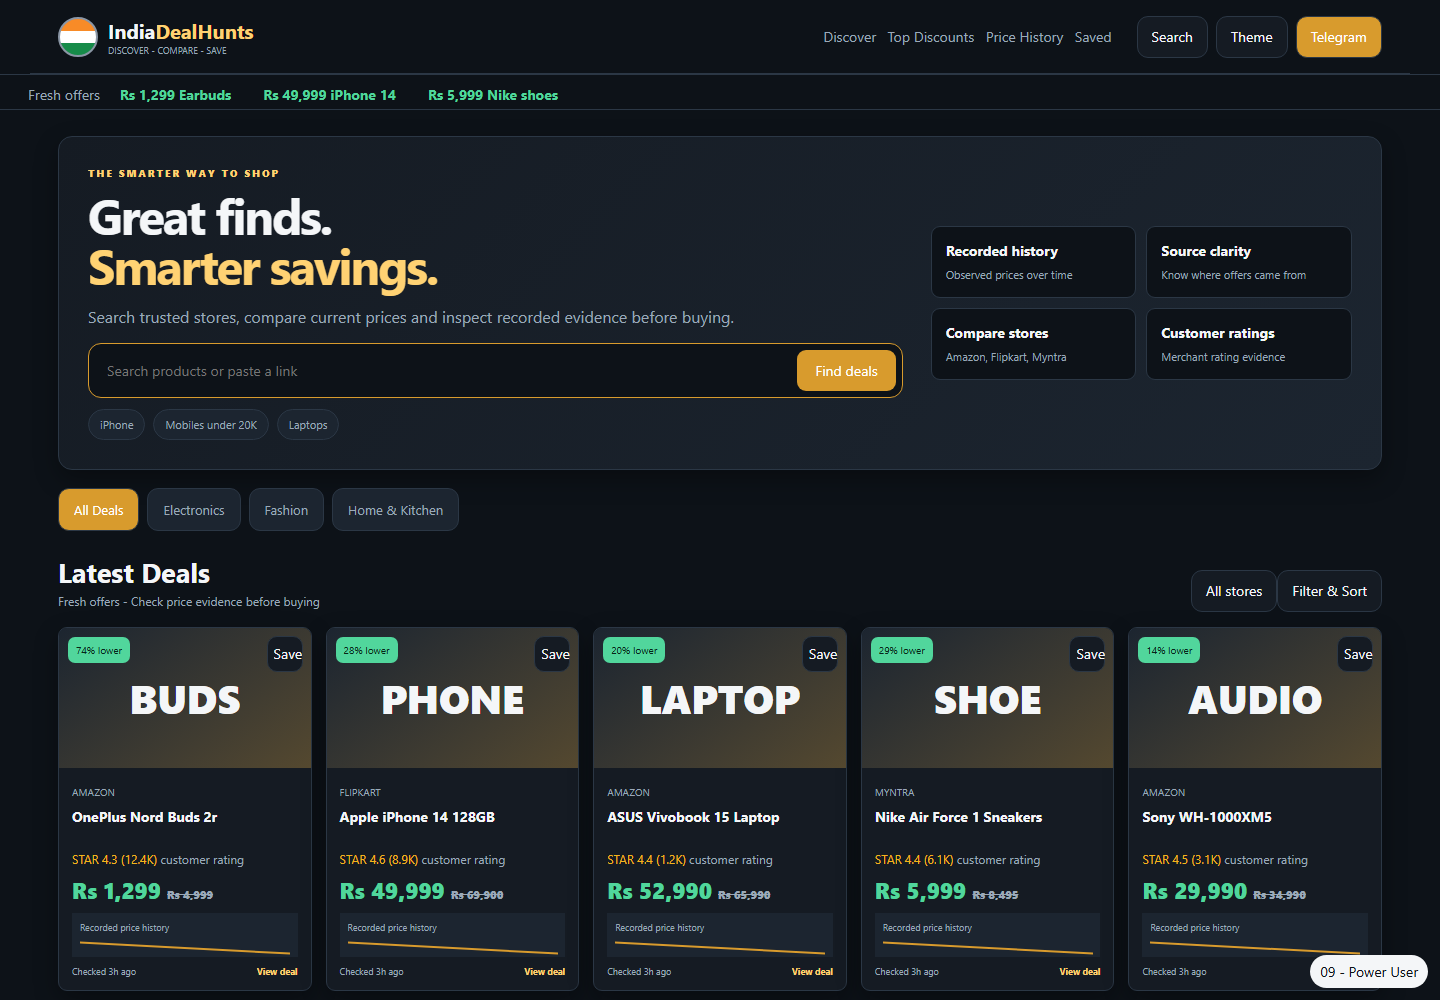 IndiaDealHunts
DISCOVER - COMPARE - SAVE
Discover Top Discounts Price History Saved Search Theme Telegram
Fresh offers Rs 1,299 Earbuds Rs 49,999 iPhone 14 Rs 5,999 Nike shoes
THE SMARTER WAY TO SHOP
Great finds.
Smarter savings.
Search trusted stores, compare current prices and inspect recorded evidence before buying.
Search products or paste a link Find deals
iPhone Mobiles under 20K Laptops
Recorded history
Observed prices over time
Source clarity
Know where offers came from
Compare stores
Amazon, Flipkart, Myntra
Customer ratings
Merchant rating evidence
All Deals Electronics Fashion Home & Kitchen
Latest Deals
Fresh offers - Check price evidence before buying
All stores Filter & Sort
74% lower Save
BUDS
AMAZON
OnePlus Nord Buds 2r
STAR 4.3 (12.4K) customer rating
Rs 1,299 Rs 4,999
Recorded price history
Checked 3h ago View deal
28% lower Save
PHONE
FLIPKART
Apple iPhone 14 128GB
STAR 4.6 (8.9K) customer rating
Rs 49,999 Rs 69,900
Recorded price history
Checked 3h ago View deal
20% lower Save
LAPTOP
AMAZON
ASUS Vivobook 15 Laptop
STAR 4.4 (1.2K) customer rating
Rs 52,990 Rs 65,990
Recorded price history
Checked 3h ago View deal
29% lower Save
SHOE
MYNTRA
Nike Air Force 1 Sneakers
STAR 4.4 (6.1K) customer rating
Rs 5,999 Rs 8,495
Recorded price history
Checked 3h ago View deal
14% lower Save
AUDIO
AMAZON
Sony WH-1000XM5
STAR 4.5 (3.1K) customer rating
Rs 29,990 Rs 34,990
Recorded price history
Checked 3h ago
09 - Power User